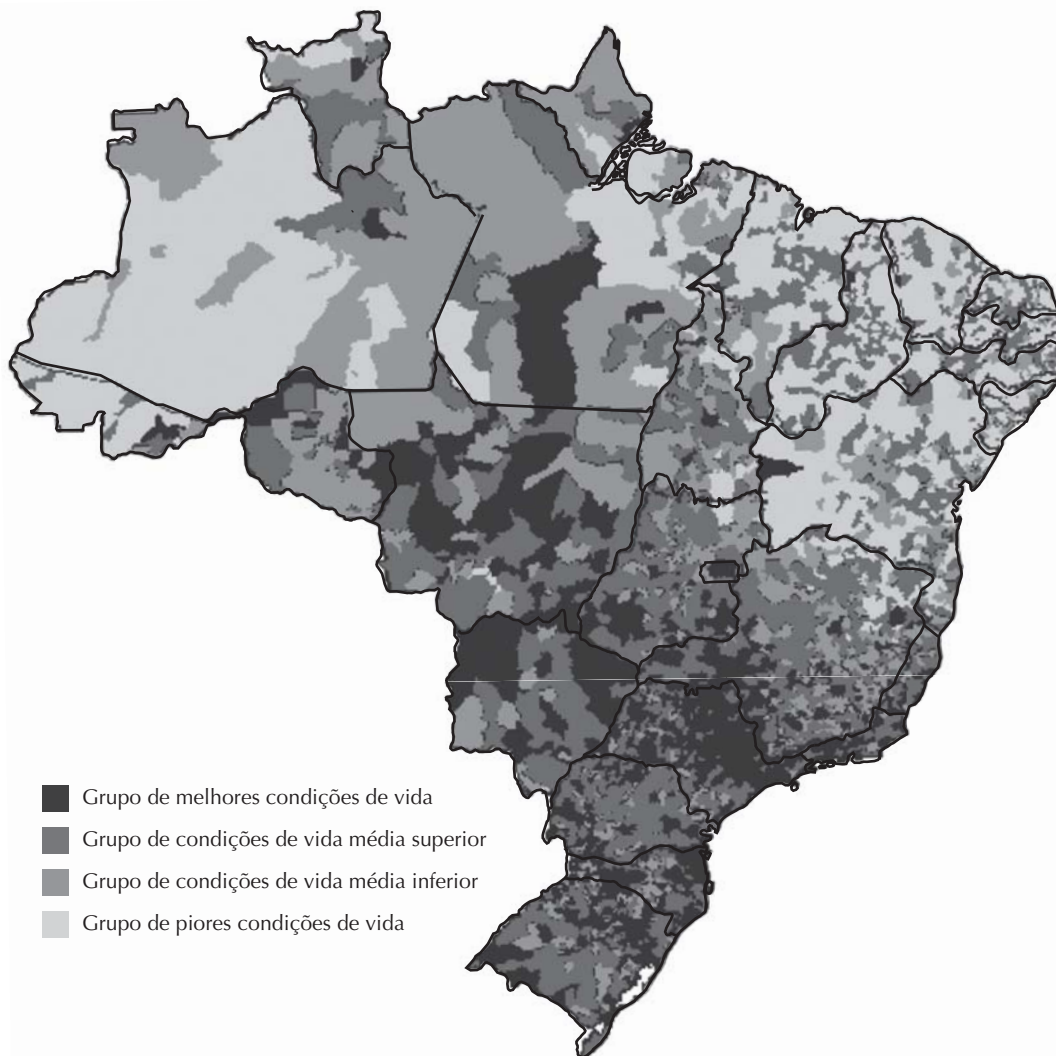 Grupo de melhores condições de vida
Grupo de condições de vida média superior
Grupo de condições de vida média inferior
Grupo de piores condições de vida